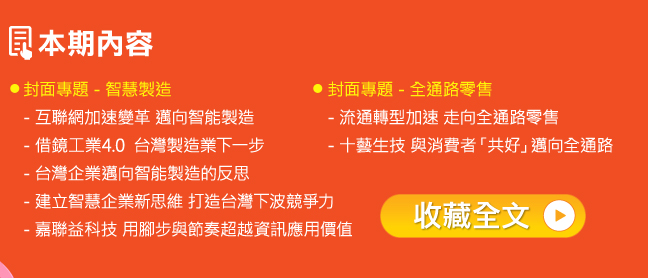 本期內容
封面專題 - 智慧製造
- 互聯網加速變革 邁向智能製造
- 借鏡工業4.0 台灣製造業下一步
- 台灣企業邁向智能製造的反思
- 建立智慧企業新思維 打造台灣下波競爭力
- 嘉聯益科技 用腳步與節奏超越資訊應用價值
封面專題 - 全通路零售
- 流通轉型加速 走向全通路零售
- 十藝生技 與消費者「共好」邁向全通路
收藏全文